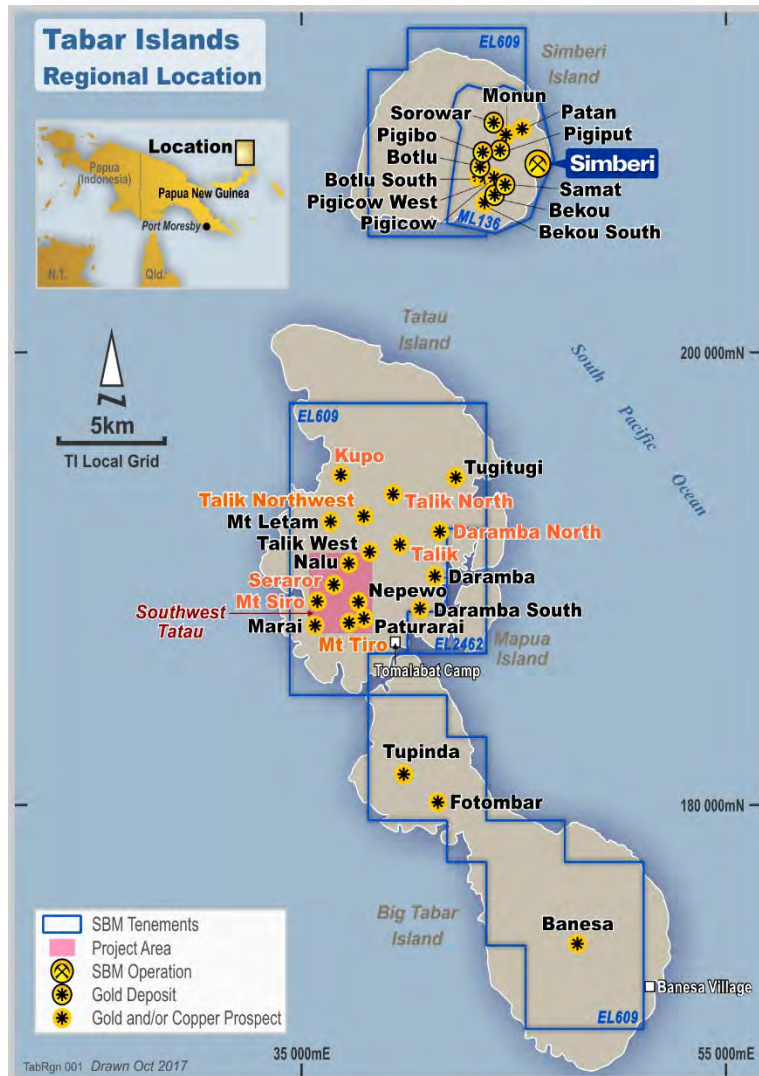 Tabar Islands
Regional Location
Location
Papua
(Indonesia)
Papua New Guinea
Port Moresby
N.T.
Qld.
EL609
Simberi
Island
Monun
Sorowar
Patan
Pigibo
Pigiput
Botlu
Simberi
Botlu South
Samat
Pigicow West
Bekou
Pigicow
ML136
Bekou South
5km
TI Local Grid
Tatau
Island
South
Pacific
Ocean
200 000mN
EL609
Kupo
Tugitugi
Talik Northwest
Talik North
Mt Letam
Daramba North
Talik West
Talik
Nalu
Daramba
Seraror
Nepewo
Mt Siro
Daramba South
Southwest
Tatau
Marai
Paturarai
Mt Tiro
EL2462
Mapua
Island
Tomalabat Camp
Tupinda
Fotombar
180 000mN
Big Tabar
Island
Banesa
Banesa Village
EL609
SBM Tenements
Project Area
SBM Operation
Gold Deposit
Gold and/or Copper Prospect
TabRgn 001 Drawn Oct 2017
35 000mE
55 000mE
N